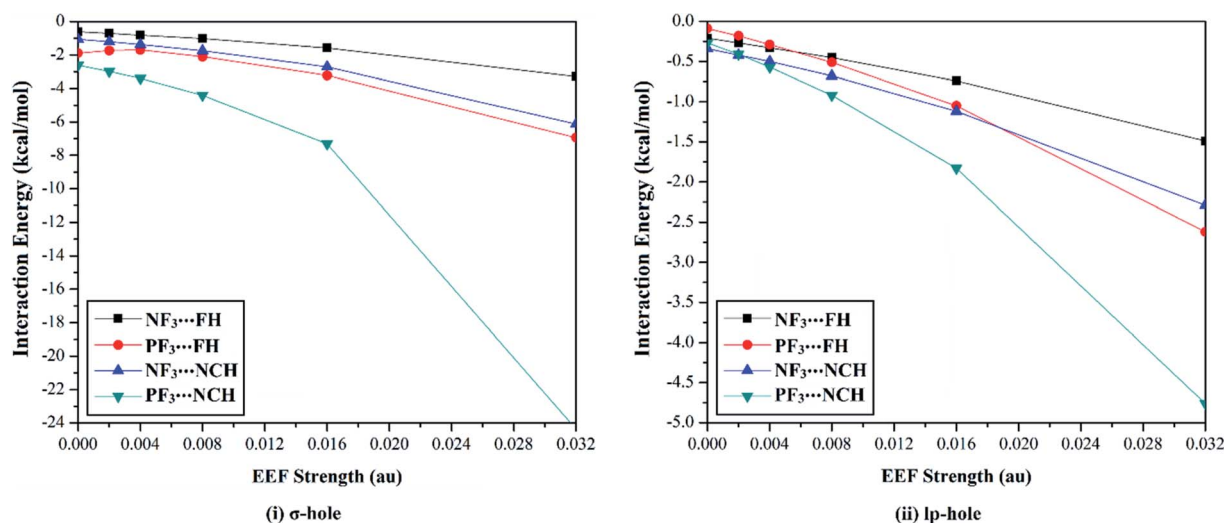 Interaction Energy (kcal/mol)
0
-2
-4
-6
-8
-10
-12
-14
-16
-18
-20
-22
-24
NF₃···FH
PF₃···FH
NF₃···NCH
PF₃···NCH
0.000 0.004 0.008 0.012 0.016 0.020 0.024 0.028 0.032
EEF Strength (au)
(i) σ-hole
Interaction Energy (kcal/mol)
0.0
-0.5
-1.0
-1.5
-2.0
-2.5
-3.0
-3.5
-4.0
-4.5
-5.0
NF₃···FH
PF₃···FH
NF₃···NCH
PF₃···NCH
0.000 0.004 0.008 0.012 0.016 0.020 0.024 0.028 0.032
EEF Strength (au)
(ii) lp-hole